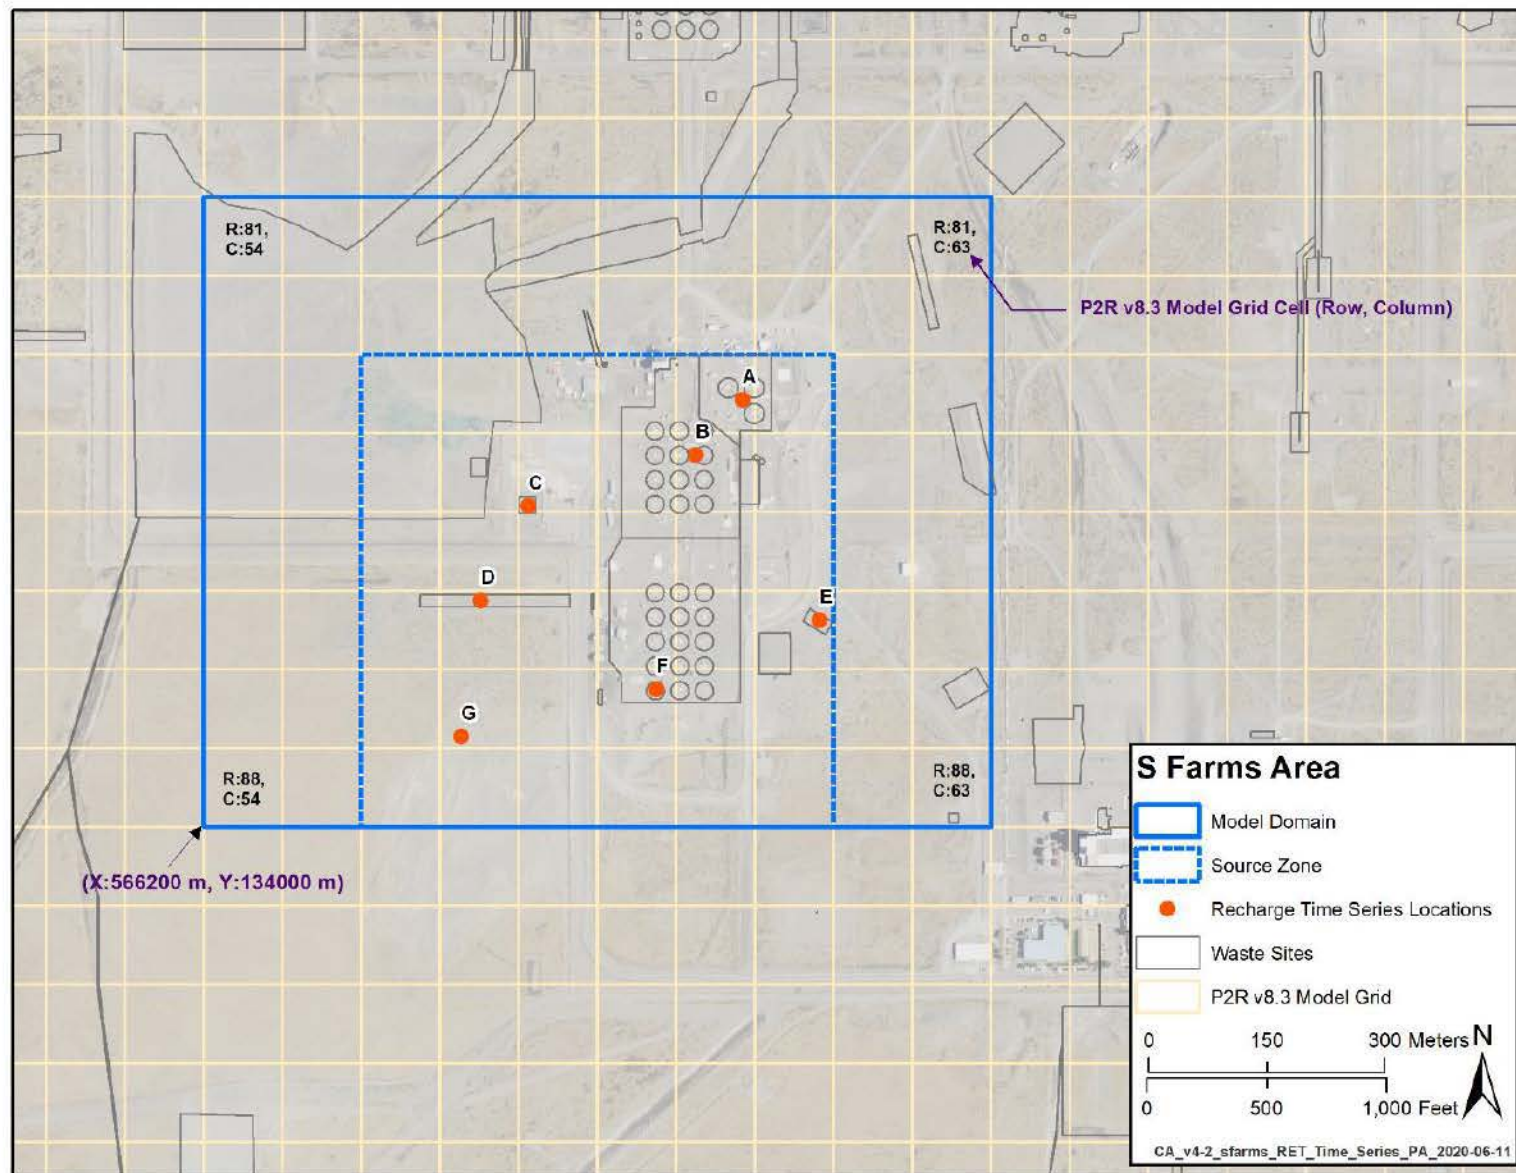 R:81,
C:54
R:81,
C:63
P2R v8.3 Model Grid Cell (Row, Column)
A
B
C
D
E
F
G
R:88,
C:54
R:88,
C:63
(X:566200 m, Y:134000 m)
S Farms Area
Model Domain
Source Zone
Recharge Time Series Locations
Waste Sites
P2R v8.3 Model Grid
0 150 300 Meters N
0 500 1,000 Feet
CA_v4-2_sfarms_RET_Time_Series_PA_2020-06-11